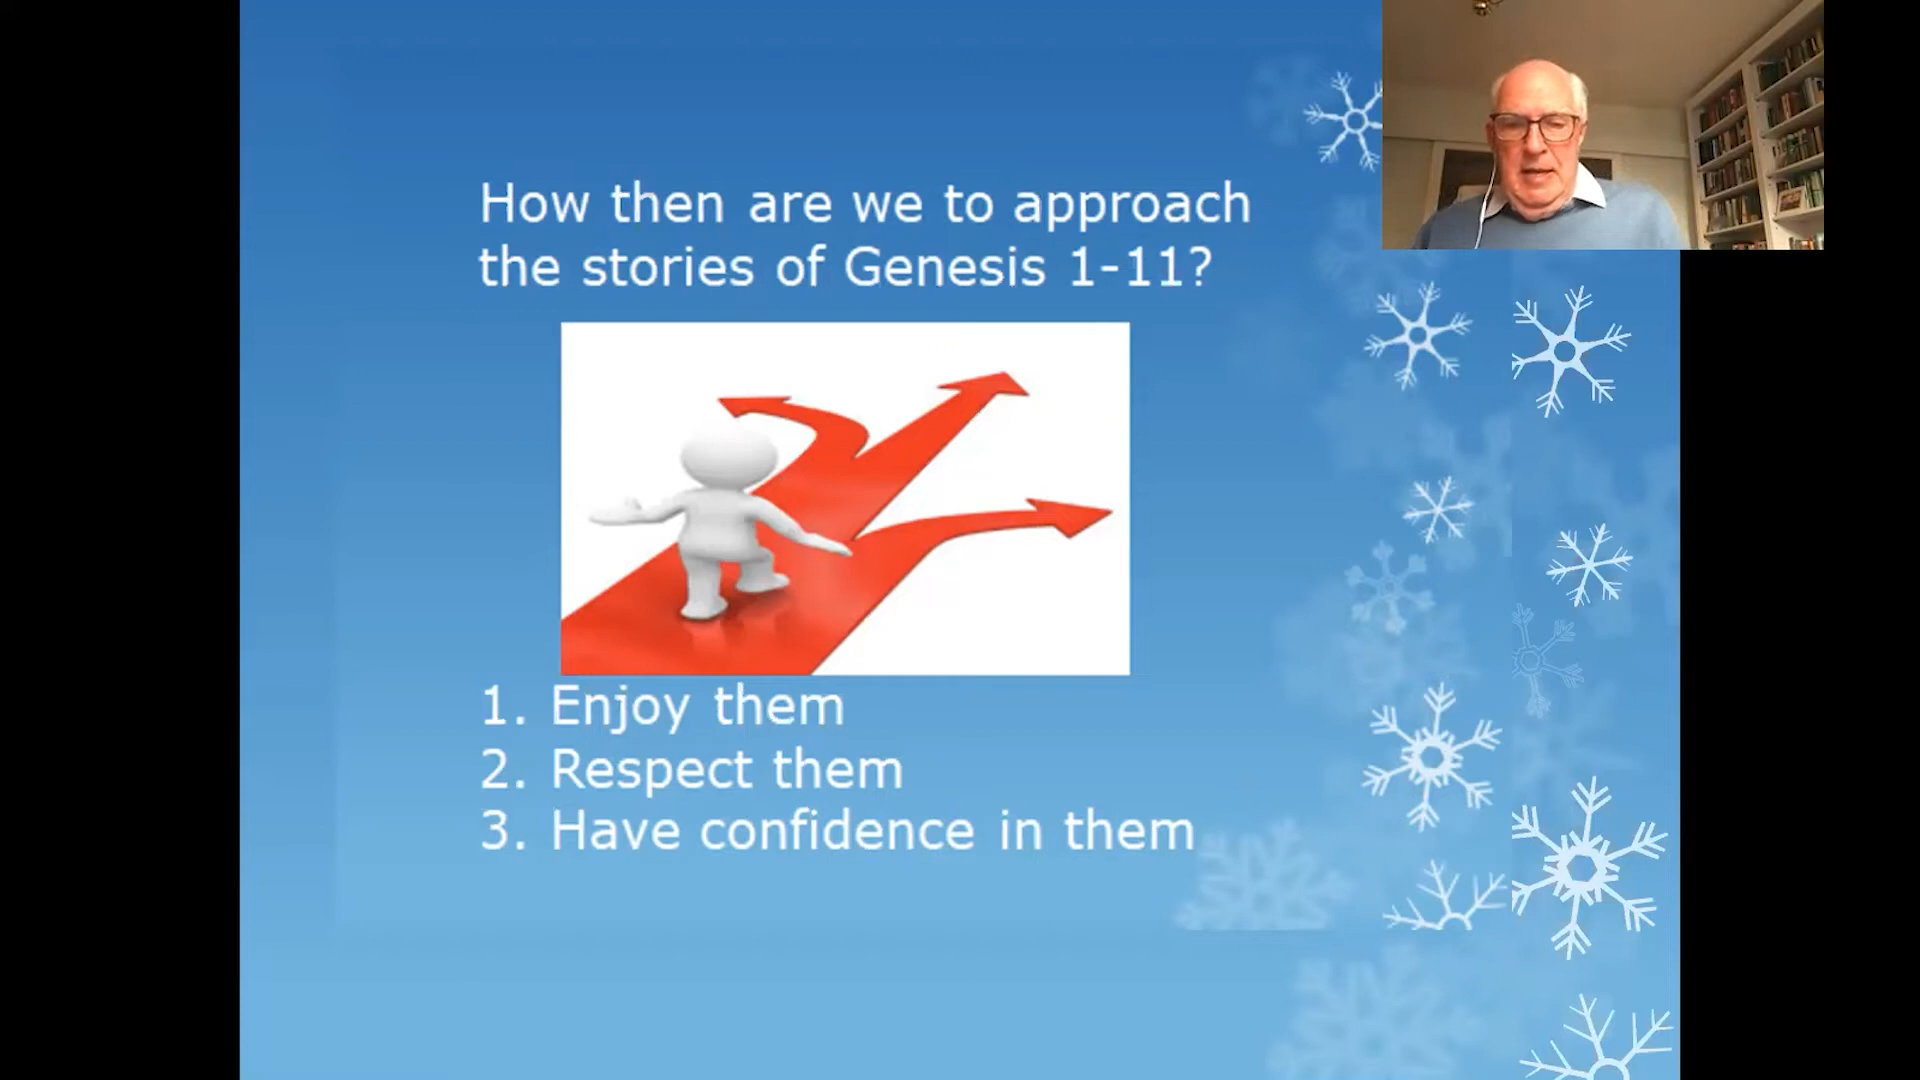 How then are we to approach
the stories of Genesis 1-11?
1. Enjoy them
2. Respect them
3. Have confidence in them